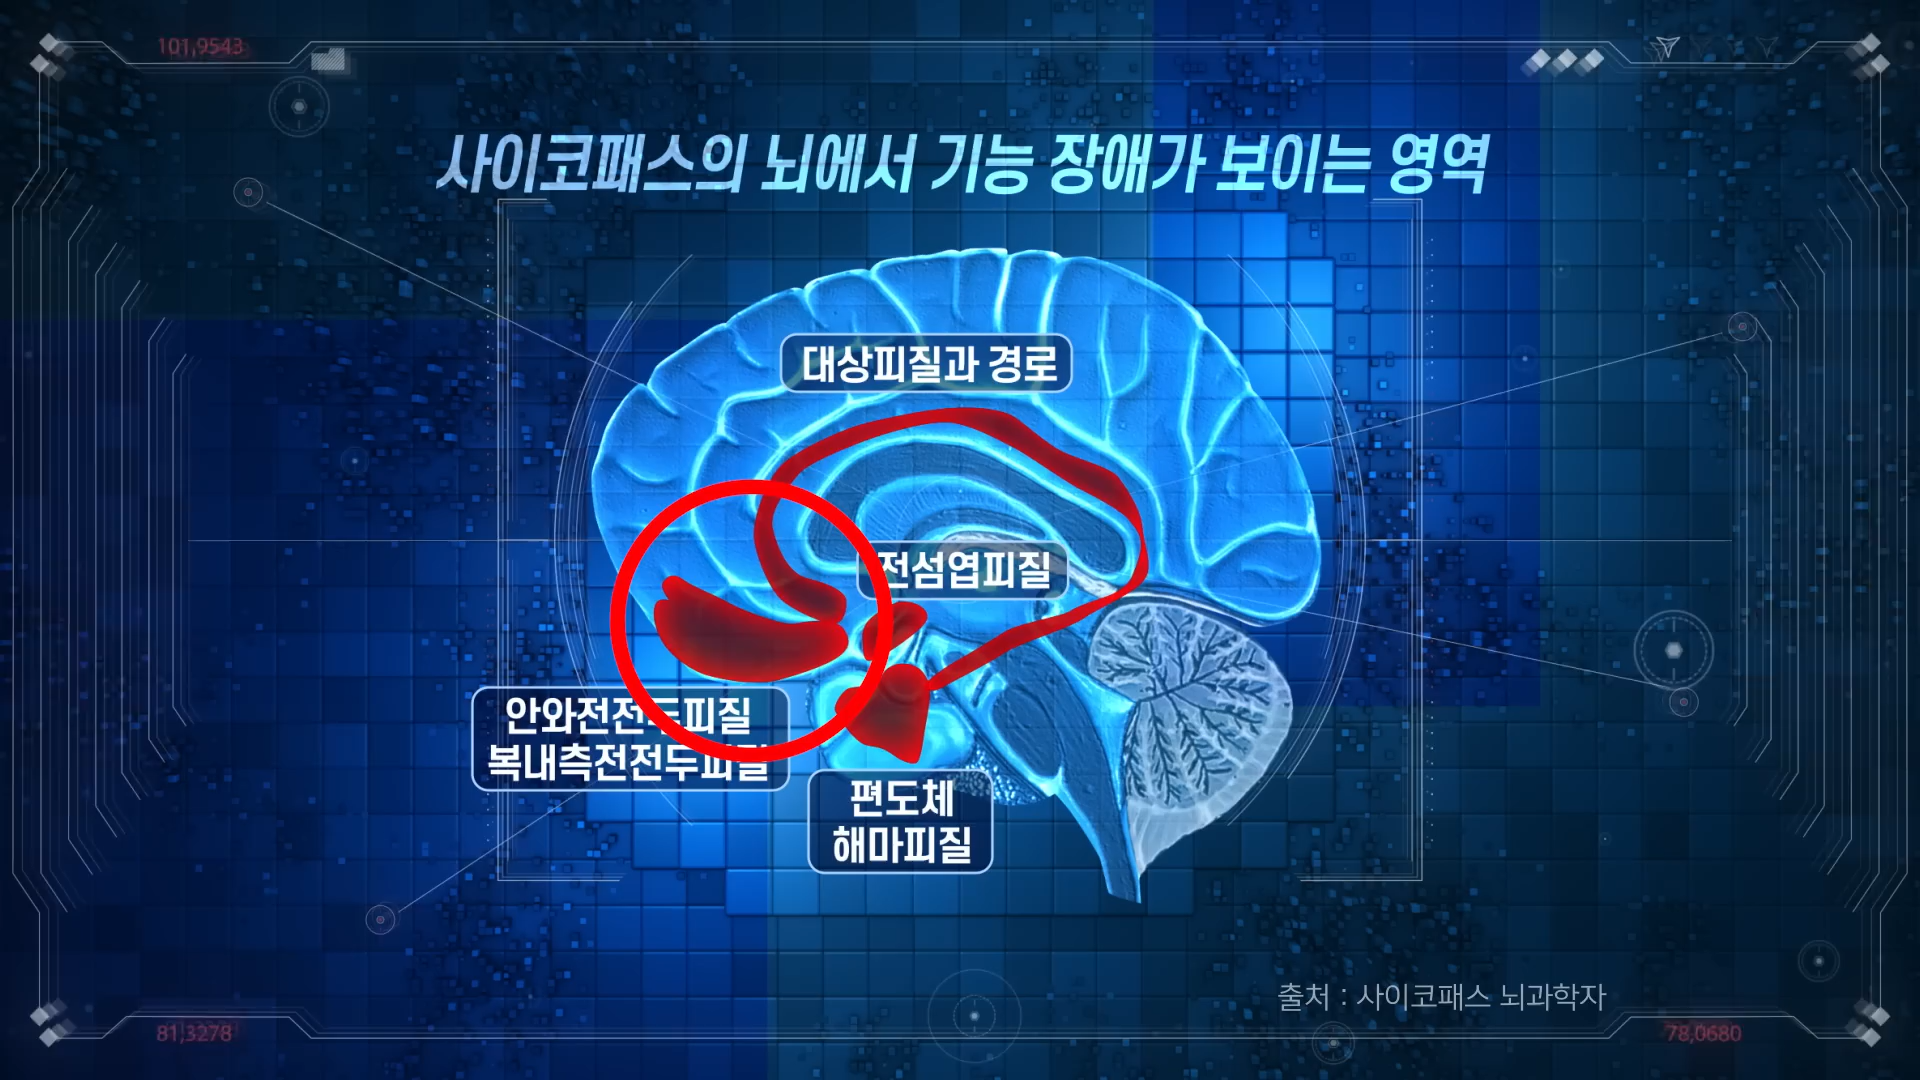 101,9543
사이코패스의 뇌에서 기능 장애가 보이는 영역
대상피질과 경로
전섬엽피질
안와전전두피질
복내측전전두피질
편도체
해마피질
출처 : 사이코패스 뇌과학자
81,3278
78,0680